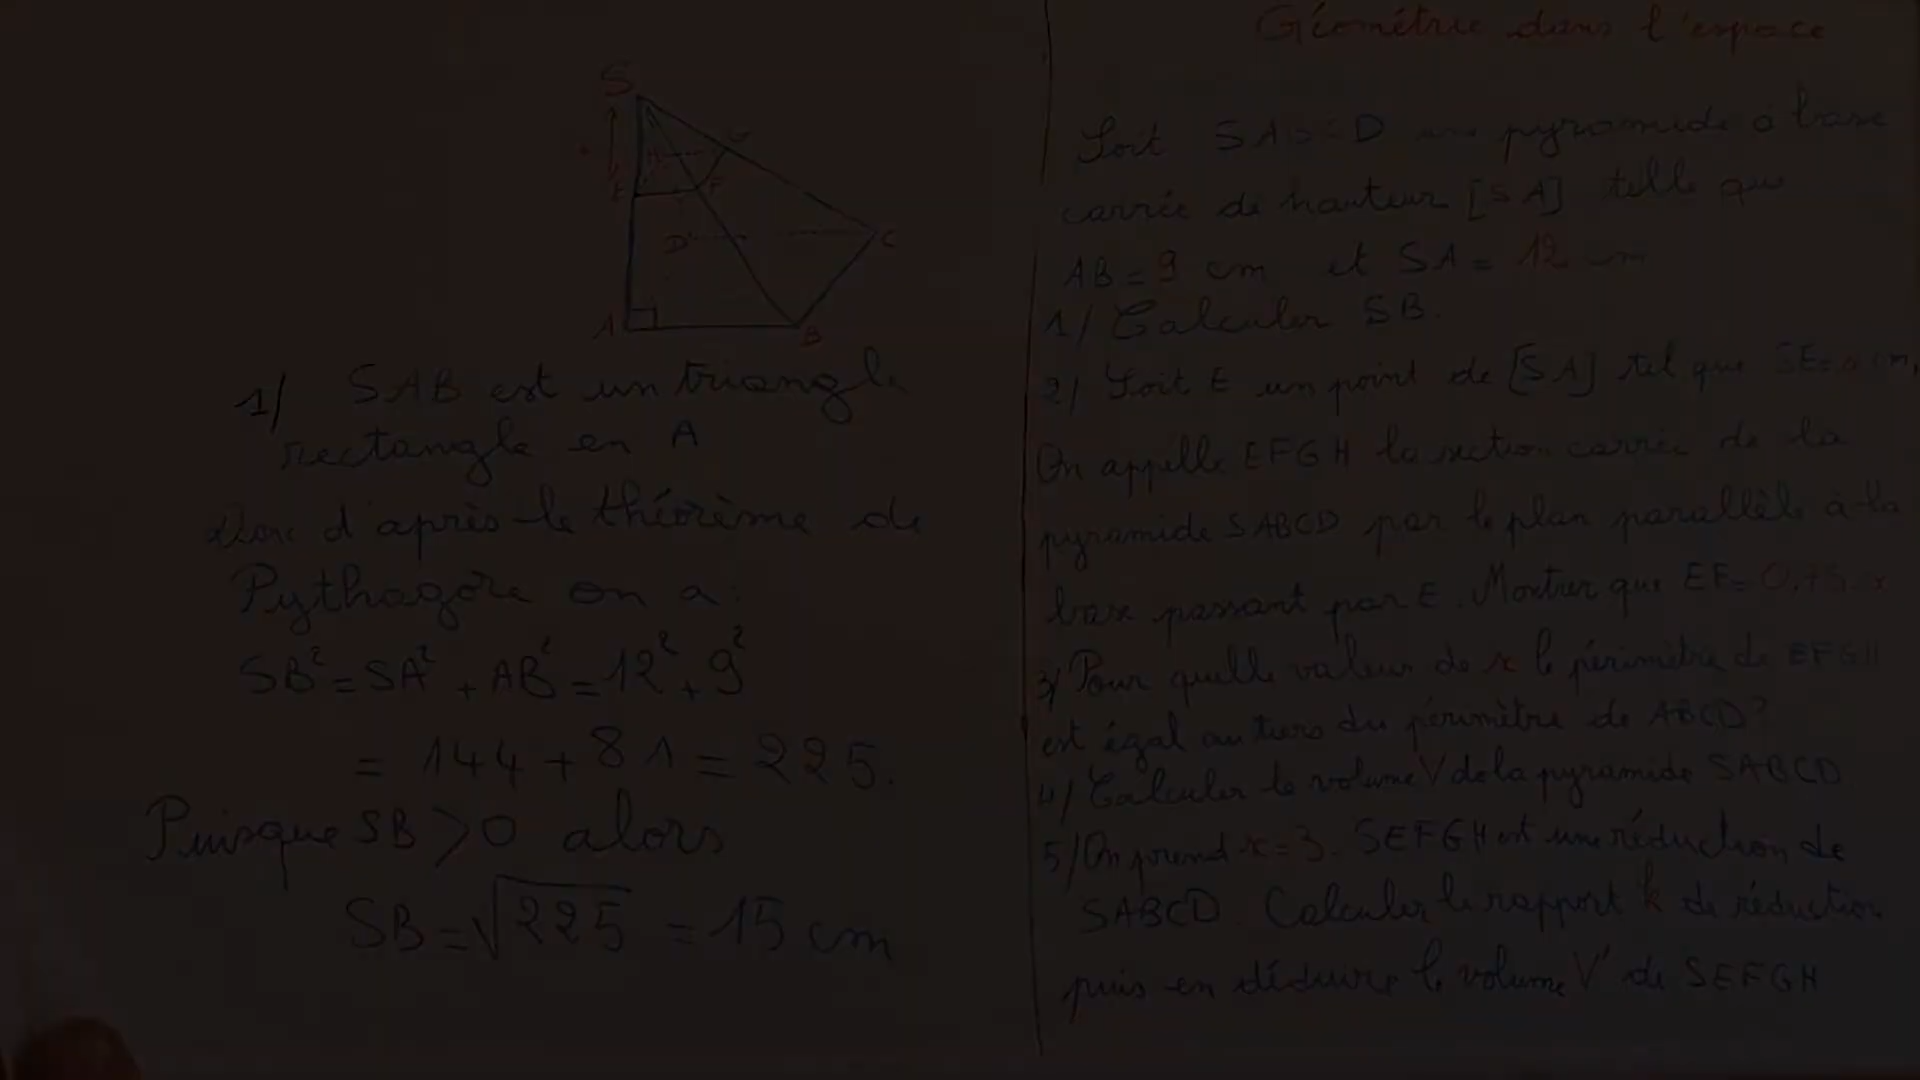 Géométrie dans l'espace
Soit SABCD une pyramide à base
carrée de hauteur [SA] telle que
AB = 9 cm et SA = 12 cm
1/ Calculer SB.
2/ Soit E un point de [SA] tel que SE = x cm,
On appelle EFGH la section carrée de la
pyramide SABCD par le plan parallèle à la
base passant par E. Montrer que EF = 0,75 x
3/ Pour quelle valeur de x le périmètre de EFGH
est égal au tiers du périmètre de ABCD?
4/ Calculer le volume V de la pyramide SABCD
5/ On prend x = 3. SEFGH est une réduction de
SABCD. Calculer le rapport k de réduction
puis en déduire le volume V' de SEFGH
S
E
F
D
C
A
B
1/ SAB est un triangle
rectangle en A
donc d'après le théorème de
Pythagore on a:
SB² = SA² + AB² = 12² + 9²
= 144 + 81 = 225.
Puisque SB > 0 alors
SB = √225 = 15 cm